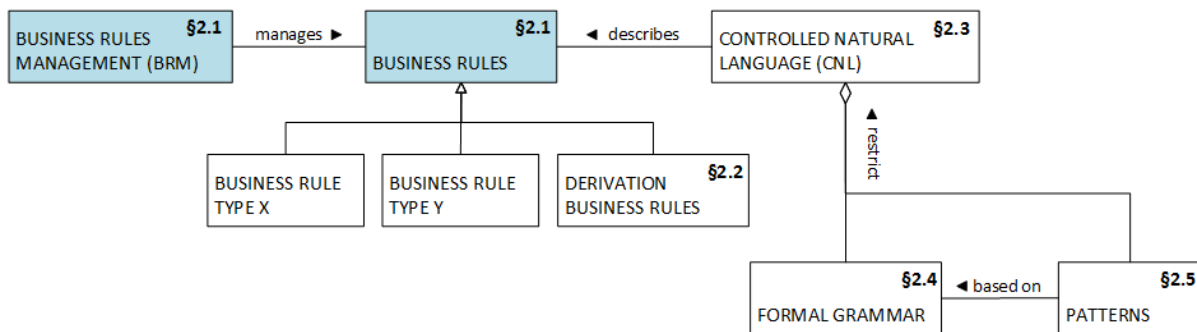 §2.1
BUSINESS RULES
MANAGEMENT (BRM)
manages ►
§2.1
BUSINESS RULES
◄ describes
§2.3
CONTROLLED NATURAL
LANGUAGE (CNL)
◄ restrict
BUSINESS RULE
TYPE X
BUSINESS RULE
TYPE Y
§2.2
DERIVATION
BUSINESS RULES
§2.4
FORMAL GRAMMAR
◄ based on
§2.5
PATTERNS